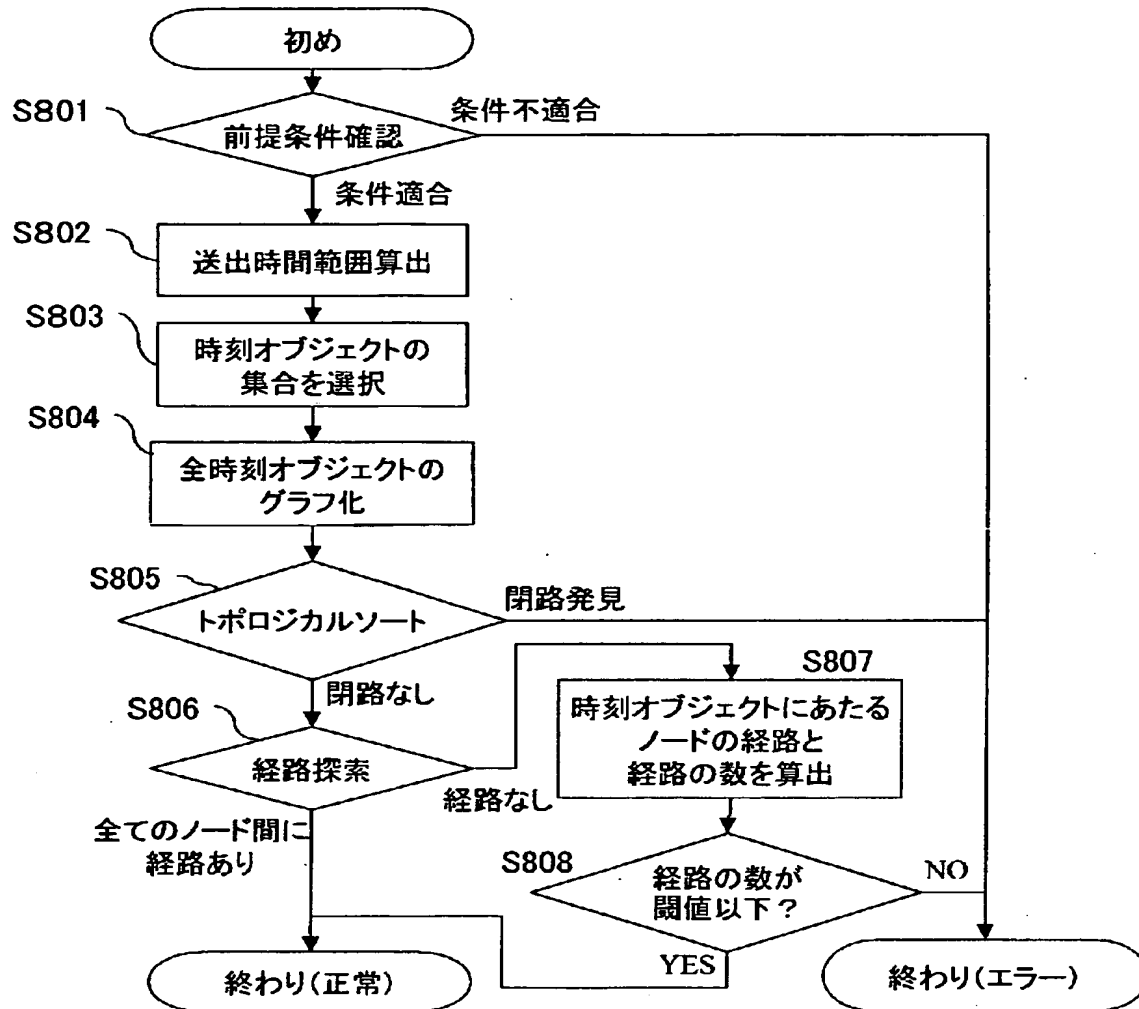 初め
S801
条件不適合
前提条件確認
条件適合
S802
送出時間範囲算出
S803
時刻オブジェクトの
集合を選択
S804
全時刻オブジェクトの
グラフ化
S805
トポロジカルソート
閉路発見
閉路なし
S806
経路探索
経路なし
S807
時刻オブジェクトにあたる
ノードの経路と
経路の数を算出
全てのノード間に
経路あり
S808
経路の数が
閾値以下？
NO
YES
終わり(正常)
終わり(エラー)